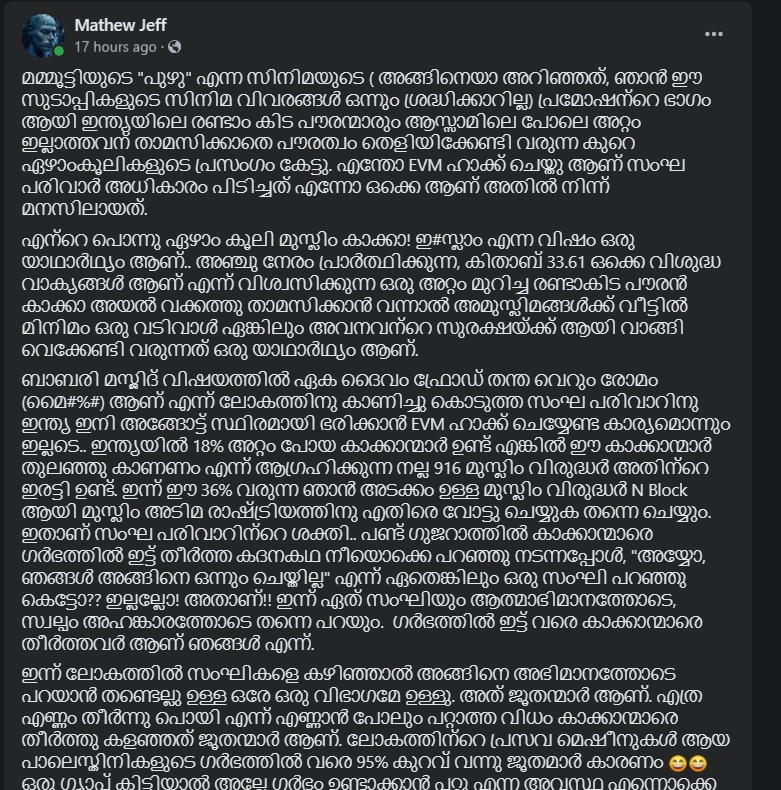 Mathew Jeff
17 hours ago ·
മമ്മൂട്ടിയുടെ "പുഴു" എന്ന സിനിമയുടെ ( അങ്ങിനെയാ അറിഞ്ഞത്, ഞാൻ ഈ
സുടാപ്പികളുടെ സിനിമ വിവരങ്ങൾ ഒന്നും ശ്രദ്ധിക്കാറില്ല) പ്രമോഷന്റെ ഭാഗം
ആയി ഇന്ത്യയിലെ രണ്ടാം കിട പൗരന്മാരും ആസ്സാമിലെ പോലെ അറ്റം
ഇല്ലാത്തവന് താമസിക്കാതെ പൗരത്വം തെളിയിക്കേണ്ടി വരുന്ന കുറെ
ഏഴാംകൂലികളുടെ പ്രസംഗം കേട്ടു. എന്തോ EVM ഹാക്ക് ചെയ്തു ആണ് സംഘ
പരിവാർ അധികാരം പിടിച്ചത് എന്നോ ഒക്കെ ആണ് അതിൽ നിന്ന്
മനസിലായത്.
എന്റെ പൊന്നു ഏഴാം കൂലി മുസ്ലിം കാക്കാ! ഇ#സ്ലാം എന്ന വിഷം ഒരു
യാഥാർഥ്യം ആണ്.. അഞ്ചു നേരം പ്രാർത്ഥിക്കുന്ന, കിതാബ് 33.61 ഒക്കെ വിശുദ്ധ
വാക്യങ്ങൾ ആണ് എന്ന് വിശ്വസിക്കുന്ന ഒരു അറ്റം മുറിച്ച രണ്ടാകിട പൗരൻ
കാക്കാ അയൽ വക്കത്തു താമസിക്കാൻ വന്നാൽ അമുസ്ലിമങ്ങൾക്ക് വീട്ടിൽ
മിനിമം ഒരു വടിവാൾ ഏങ്കിലും അവനവന്റെ സുരക്ഷയ്ക്ക് ആയി വാങ്ങി
വെക്കേണ്ടി വരുന്നത് ഒരു യാഥാർഥ്യം ആണ്.
ബാബരി മസ്ജിദ് വിഷയത്തിൽ ഏക ദൈവം ഫ്രോഡ് തന്ത വെറും രോമം
(മൈ#%#) ആണ് എന്ന് ലോകത്തിനു കാണിച്ചു കൊടുത്ത സംഘ പരിവാറിനു
ഇന്ത്യ ഇനി അങ്ങോട്ട് സ്ഥിരമായി ഭരിക്കാൻ EVM ഹാക്ക് ചെയ്യേണ്ട കാര്യമൊന്നും
ഇല്ലടെ.. ഇന്ത്യയിൽ 18% അറ്റം പോയ കാക്കാന്മാർ ഉണ്ട് എങ്കിൽ ഈ കാക്കാന്മാർ
തുലഞ്ഞു കാണണം എന്ന് ആഗ്രഹിക്കുന്ന നല്ല 916 മുസ്ലിം വിരുദ്ധർ അതിന്റെ
ഇരട്ടി ഉണ്ട്. ഇന്ന് ഈ 36% വരുന്ന ഞാൻ അടക്കം ഉള്ള മുസ്ലിം വിരുദ്ധർ N Block
ആയി മുസ്ലിം അടിമ രാഷ്ട്രിയത്തിനു എതിരെ വോട്ടു ചെയ്യുക തന്നെ ചെയ്യും.
ഇതാണ് സംഘ പരിവാറിന്റെ ശക്തി.. പണ്ട് ഗുജറാത്തിൽ കാക്കാന്മാരെ
ഗർഭത്തിൽ ഇട്ട് തീർത്ത കദനകഥ നീയൊക്കെ പറഞ്ഞു നടന്നപ്പോൾ, "അയ്യോ,
ഞങ്ങൾ അങ്ങിനെ ഒന്നും ചെയ്തില്ല" എന്ന് ഏതെങ്കിലും ഒരു സംഘി പറഞ്ഞു
കെട്ടോ?? ഇല്ലല്ലോ! അതാണ്!! ഇന്ന് ഏത് സംഘിയും ആത്മാഭിമാനത്തോടെ,
സ്വല്പം അഹങ്കാരത്തോടെ തന്നെ പറയും. ഗർഭത്തിൽ ഇട്ട് വരെ കാക്കാന്മാരെ
തീർത്തവർ ആണ് ഞങ്ങൾ എന്ന്.
ഇന്ന് ലോകത്തിൽ സംഘികളെ കഴിഞ്ഞാൽ അങ്ങിനെ അഭിമാനത്തോടെ
പറയാൻ തണ്ടെല്ലു ഉള്ള ഒരേ ഒരു വിഭാഗമേ ഉള്ളു. അത് ജൂതന്മാർ ആണ്. എത്ര
എണ്ണം തീർന്നു പൊയി എന്ന് എണ്ണാൻ പോലും പറ്റാത്ത വിധം കാക്കാന്മാരെ
തീർത്തു കളഞ്ഞത് ജൂതന്മാർ ആണ്. ലോകത്തിന്റെ പ്രസവ മെഷീനുകൾ ആയ
പാലെസ്തിനികളുടെ ഗർഭത്തിൽ വരെ 95% കുറവ് വന്നു ജൂതമാർ കാരണം 😄😄
ഒരു ഗ്യാപ് കിട്ടിയാൽ അല്ലേ ഗർഭം ഉണ്ടാക്കാൻ പറ്റു എന്ന അവസ്ഥ എന്നൊക്കെ